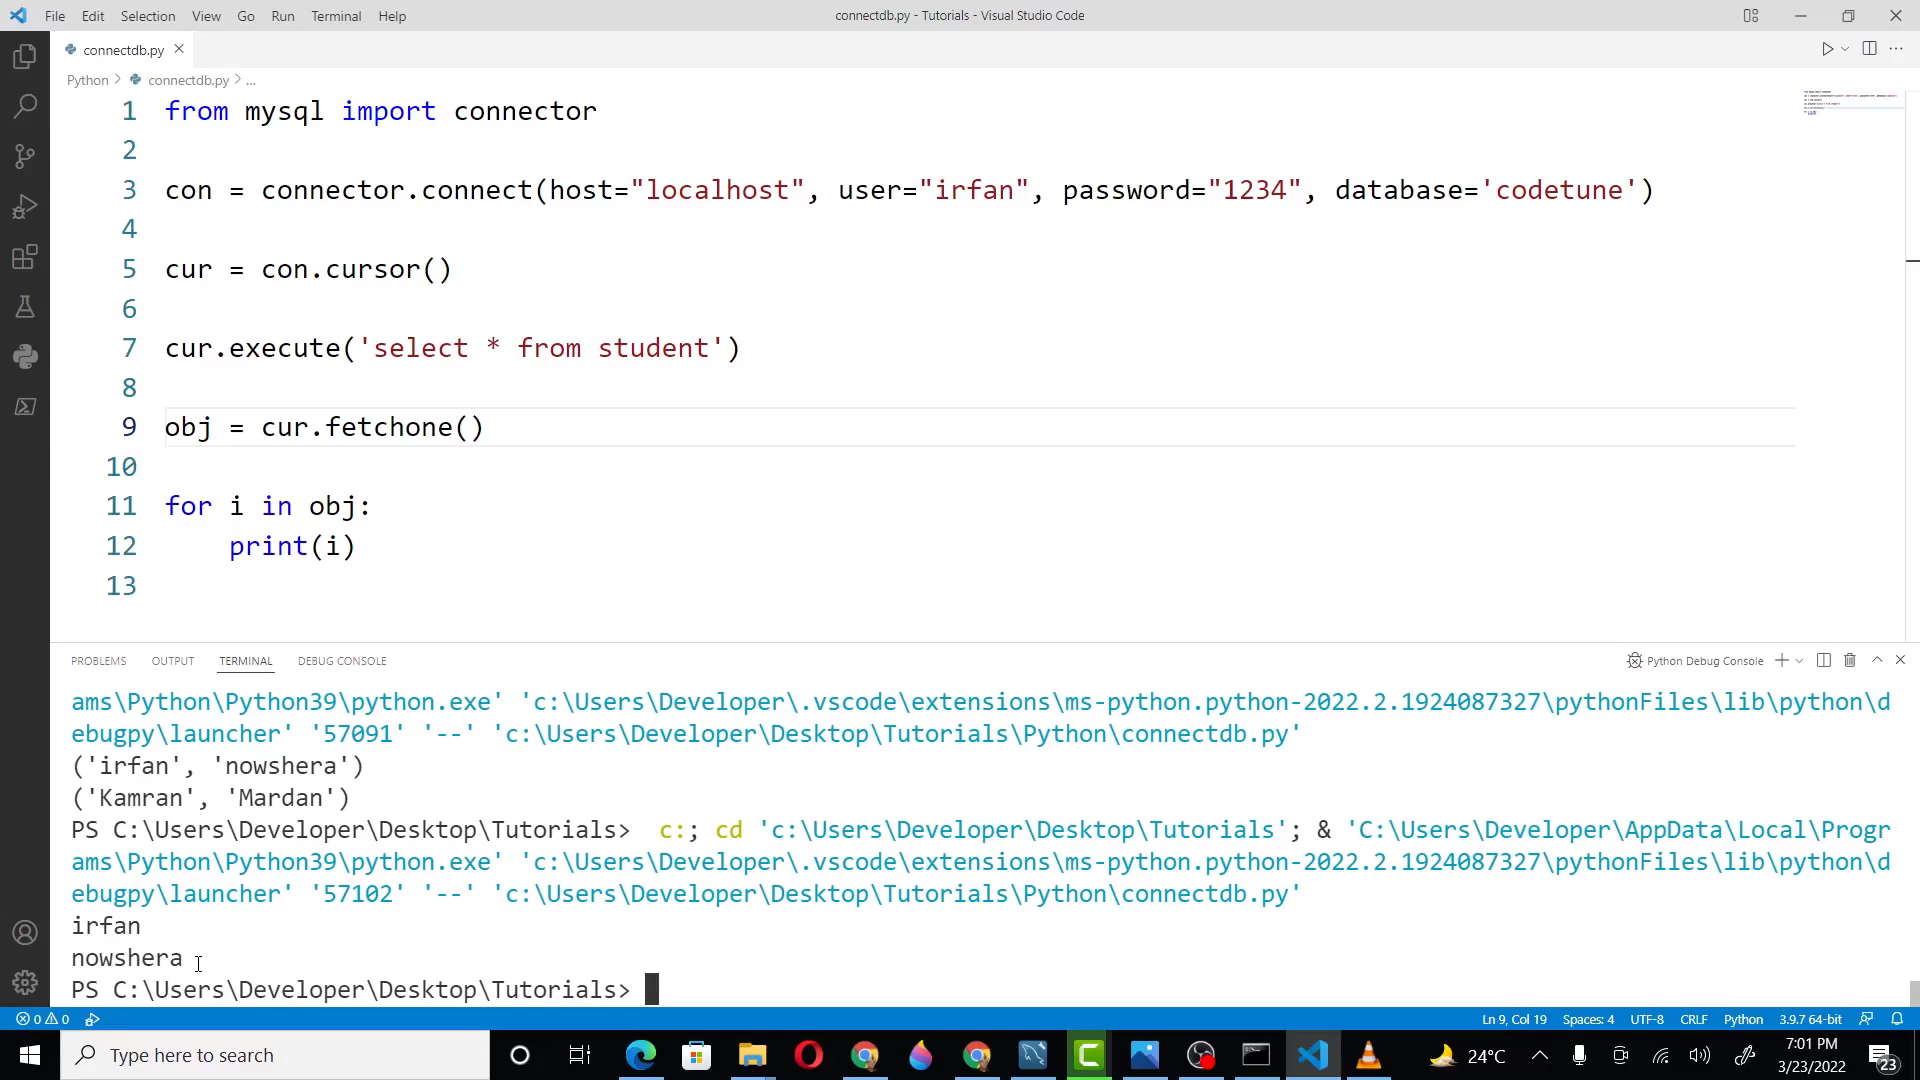 File Edit Selection View Go Run Terminal Help
connectdb.py - Tutorials - Visual Studio Code
connectdb.py
Python > connectdb.py > ...
1 from mysql import connector
2
3 con = connector.connect(host="localhost", user="irfan", password="1234", database='codetune')
4
5 cur = con.cursor()
6
7 cur.execute('select * from student')
8
9 obj = cur.fetchone()
10
11 for i in obj:
12 print(i)
13
PROBLEMS OUTPUT TERMINAL DEBUG CONSOLE
Python Debug Console
ams\Python\Python39\python.exe' 'c:\Users\Developer\.vscode\extensions\ms-python.python-2022.2.1924087327\pythonFiles\lib\python\d
ebugpy\launcher' '57091' '--' 'c:\Users\Developer\Desktop\Tutorials\Python\connectdb.py'
('irfan', 'nowshera')
('Kamran', 'Mardan')
PS C:\Users\Developer\Desktop\Tutorials> c:; cd 'c:\Users\Developer\Desktop\Tutorials'; & 'C:\Users\Developer\AppData\Local\Progr
ams\Python\Python39\python.exe' 'c:\Users\Developer\.vscode\extensions\ms-python.python-2022.2.1924087327\pythonFiles\lib\python\d
ebugpy\launcher' '57102' '--' 'c:\Users\Developer\Desktop\Tutorials\Python\connectdb.py'
irfan
nowshera
PS C:\Users\Developer\Desktop\Tutorials>
0 0
Ln 9, Col 19 Spaces: 4 UTF-8 CRLF Python 3.9.7 64-bit
Type here to search
24°C
7:01 PM
3/23/2022
23